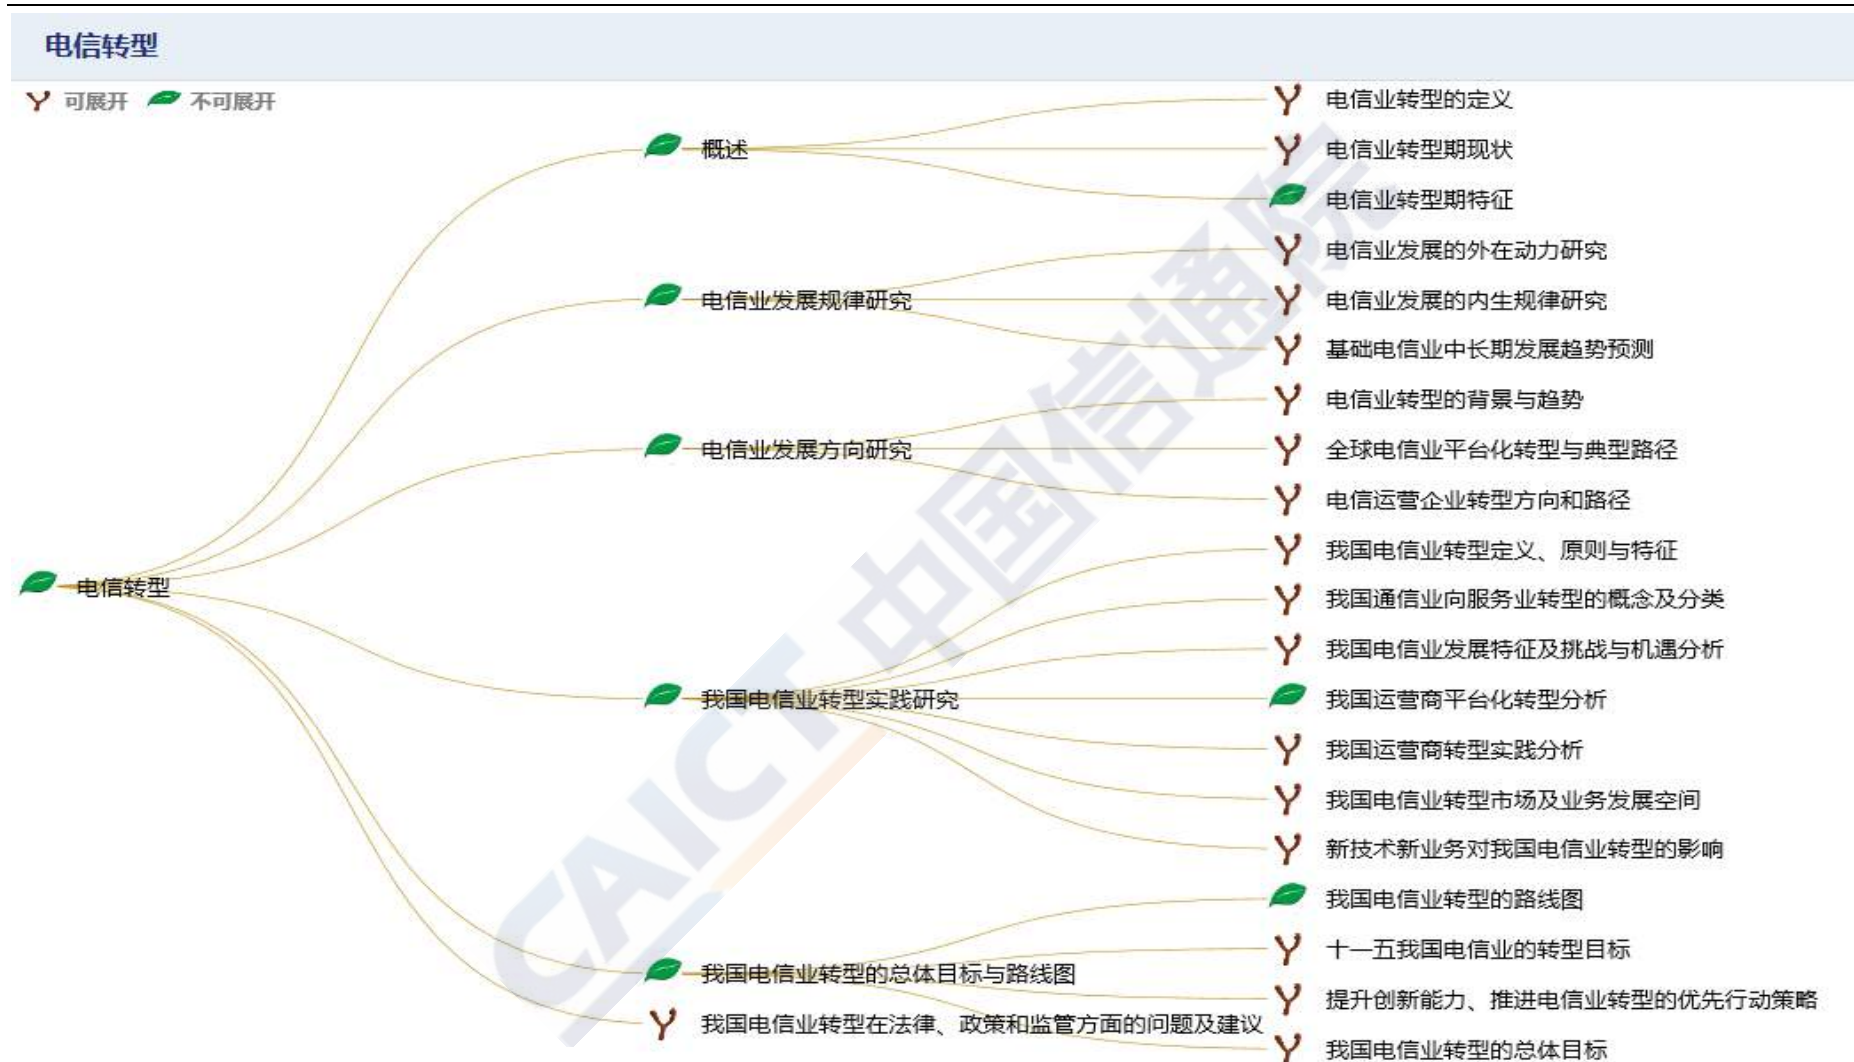 电信转型
可展开 不可展开
电信业转型的定义
概述
电信业转型期现状
电信业转型期特征
电信业发展的外在动力研究
电信业发展规律研究
电信业发展的内生规律研究
基础电信业中长期发展趋势预测
电信业转型的背景与趋势
电信业发展方向研究
全球电信业平台化转型与典型路径
电信运营企业转型方向和路径
我国电信业转型定义、原则与特征
电信转型
我国通信业向服务业转型的概念及分类
我国电信业发展特征及挑战与机遇分析
我国电信业转型实践研究
我国运营商平台化转型分析
我国运营商转型实践分析
我国电信业转型市场及业务发展空间
新技术新业务对我国电信业转型的影响
我国电信业转型的路线图
十一五我国电信业的转型目标
我国电信业转型的总体目标与路线图
提升创新能力、推进电信业转型的优先行动策略
我国电信业转型在法律、政策和监管方面的问题及建议
我国电信业转型的总体目标
CAICT 中国信通院